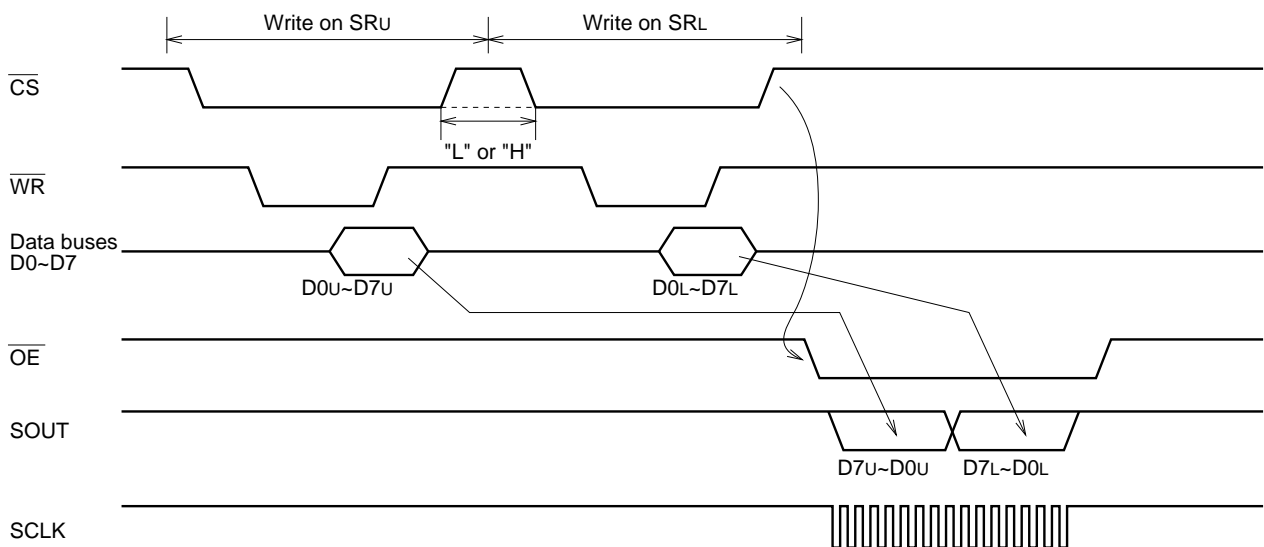 Write on SRU Write on SRL
CS
"L" or "H"
WR
Data buses
D0~D7
D0U~D7U D0L~D7L
OE
SOUT
D7U~D0U D7L~D0L
SCLK